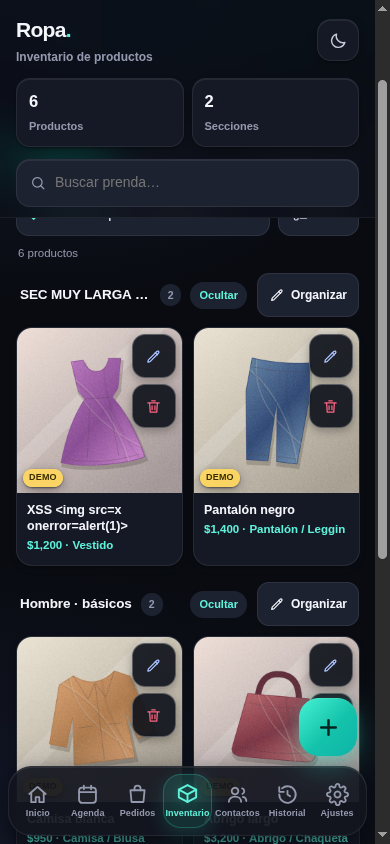 Ropa.
Inventario de productos
6
Productos
2
Secciones
Buscar prenda…
6 productos
SEC MUY LARGA …
2
Ocultar
Organizar
DEMO
DEMO
XSS <img src=x
onerror=alert(1)>
$1,200 · Vestido
Pantalón negro
$1,400 · Pantalón / Leggin
Hombre · básicos
2
Ocultar
Organizar
Camisa blanca
Inicio
Agenda
Pedidos
Inventario
Contactos
Historial
Ajustes
$950 · Camisa / Blusa
$3,200 · Abrigo / Chaqueta